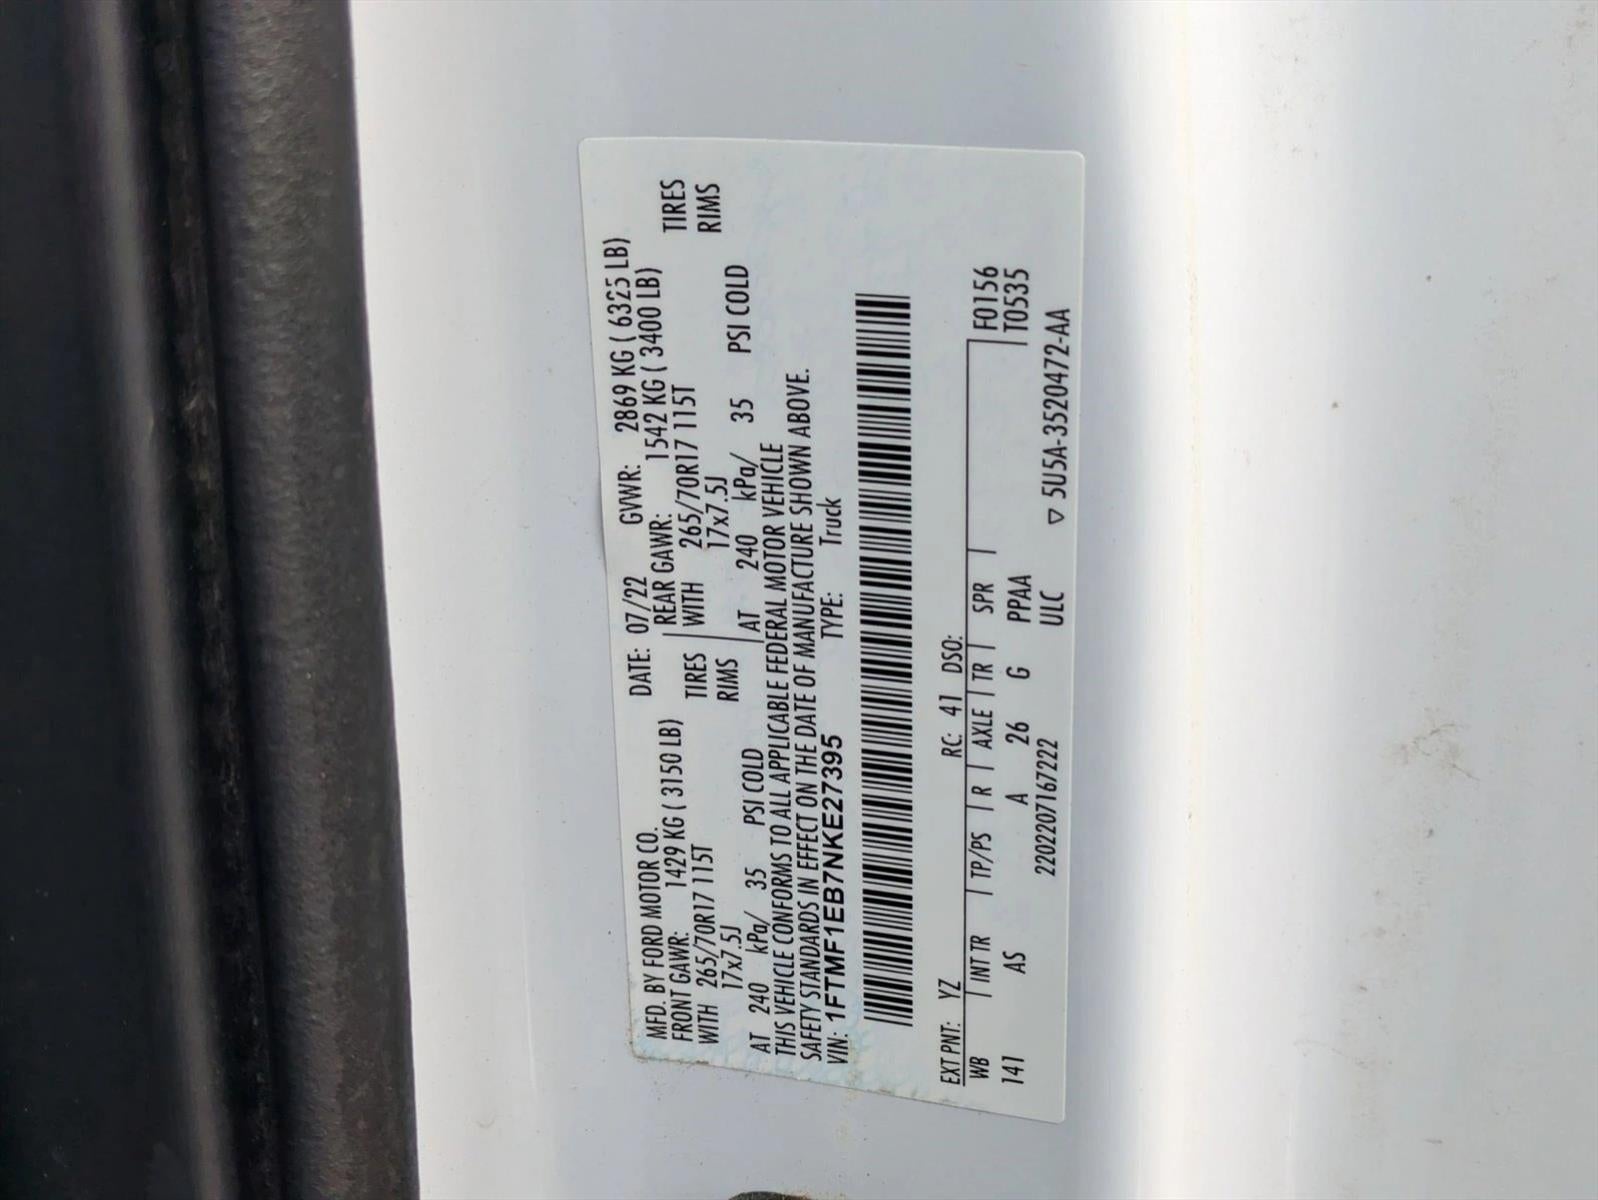 MFD. BY FORD MOTOR CO.
DATE: 07/22 GVWR: 2869 KG ( 6325 LB)
FRONT GAWR: 1429 KG ( 3150 LB) REAR GAWR: 1542 KG ( 3400 LB)
WITH 265/70R17 115T TIRES WITH 265/70R17 115T TIRES
17x7.5J RIMS 17x7.5J RIMS
AT 240 kPa/ 35 PSI COLD AT 240 kPa/ 35 PSI COLD
THIS VEHICLE CONFORMS TO ALL APPLICABLE FEDERAL MOTOR VEHICLE
SAFETY STANDARDS IN EFFECT ON THE DATE OF MANUFACTURE SHOWN ABOVE.
VIN: 1FTMF1EB7NKE27395 TYPE: Truck
EXT PNT: YZ RC: 41 DSO:
WB INT TR TP/PS R AXLE TR SPR F0156
141 AS A 26 G PPAA T0535
2202207167222 ULC ▽ 5U5A-3520472-AA